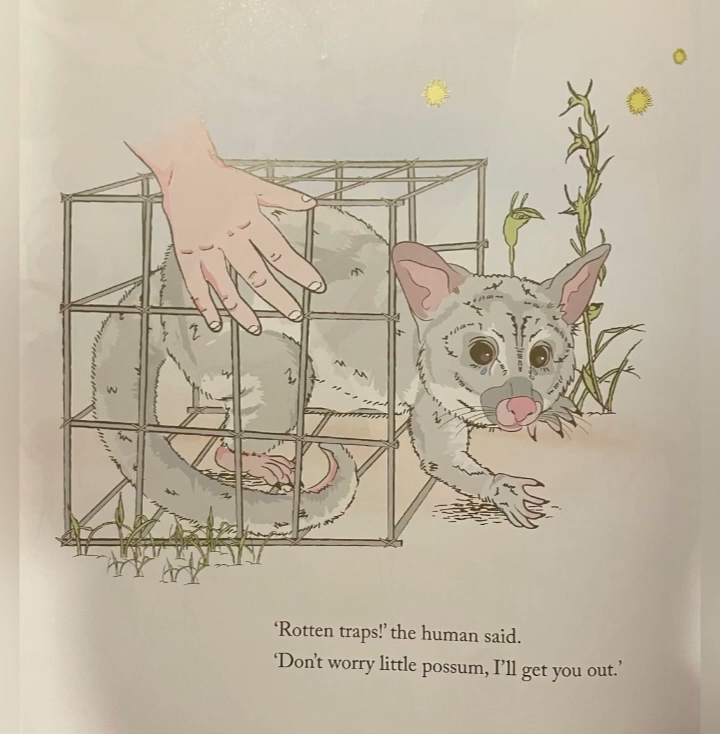 ‘Rotten traps!’ the human said.
‘Don’t worry little possum, I’ll get you out.’